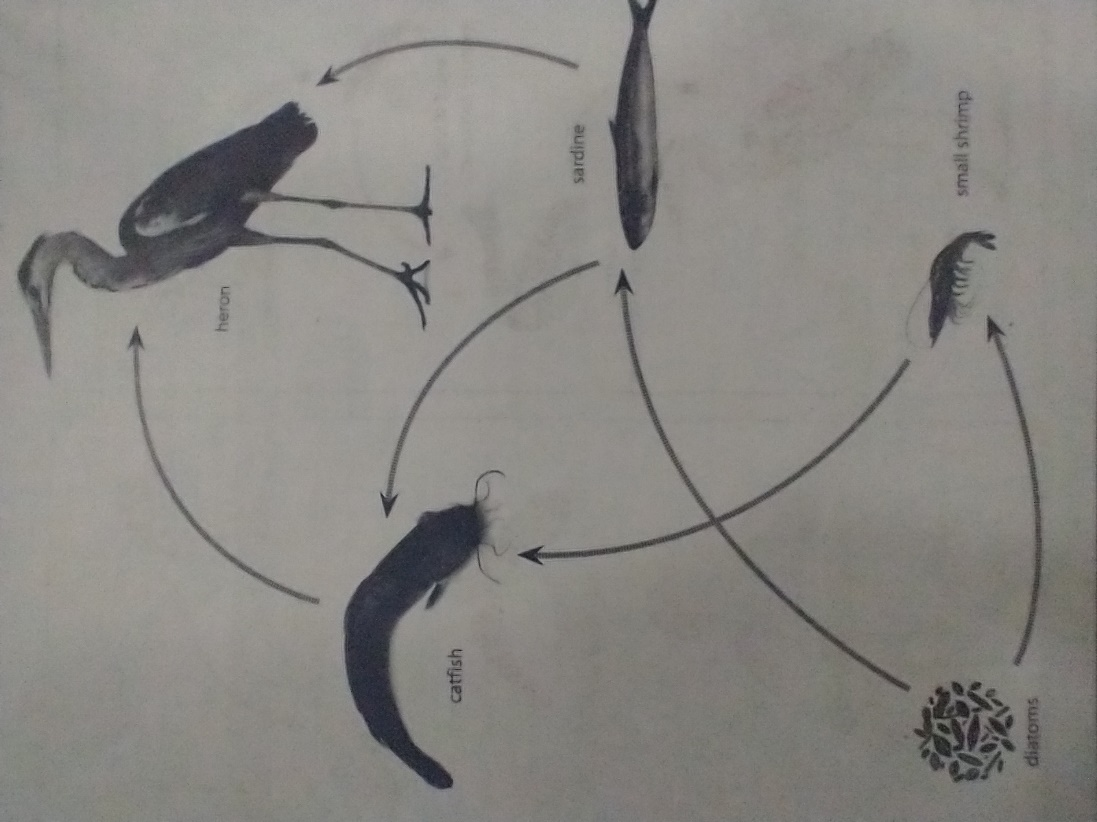 heron
sardine
catfish
small shrimp
diatoms